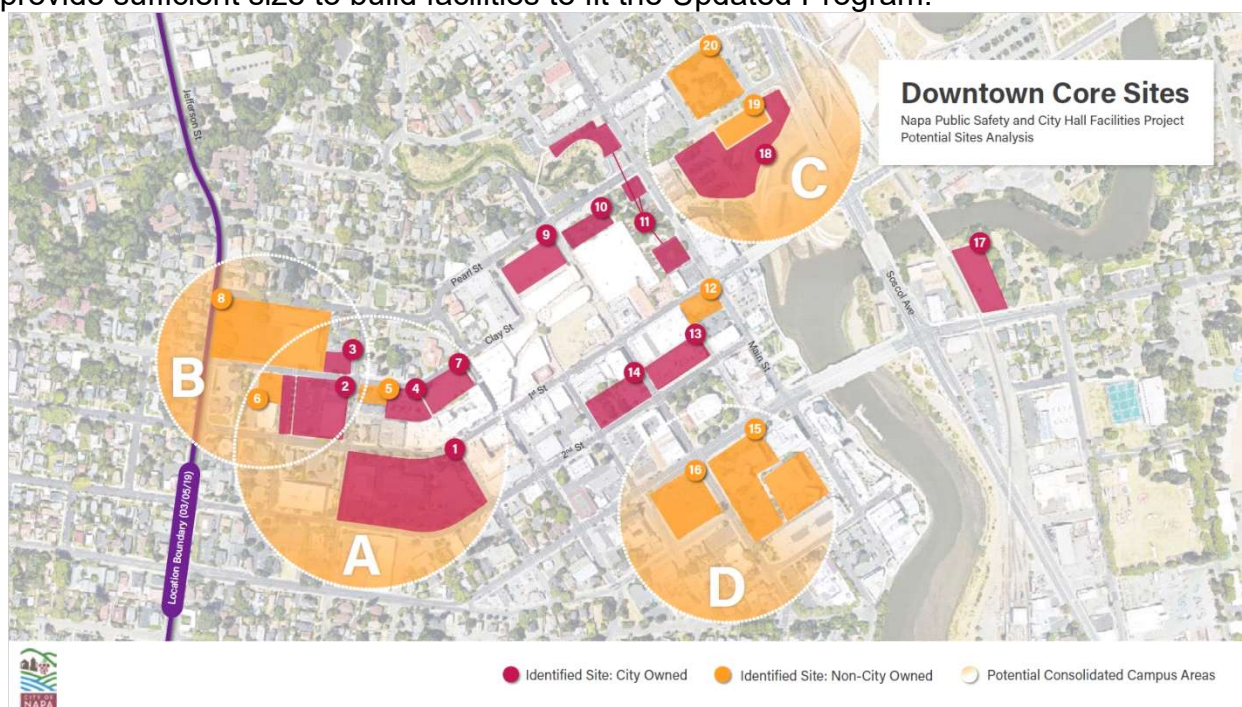 provide sufficient size to build facilities to fit the Updated Program.
Downtown Core Sites
Napa Public Safety and City Hall Facilities Project
Potential Sites Analysis
Jefferson St
20
19
18
C
10
9
11
17
Pearl St
Soscol Ave
12
8
Clay St
13
3
7
Main St
B
14
2
5
4
1st St
6
15
1
2nd St
16
Location Boundary (03/05/19)
A
D
CITY OF
NAPA
Identified Site: City Owned
Identified Site: Non-City Owned
Potential Consolidated Campus Areas